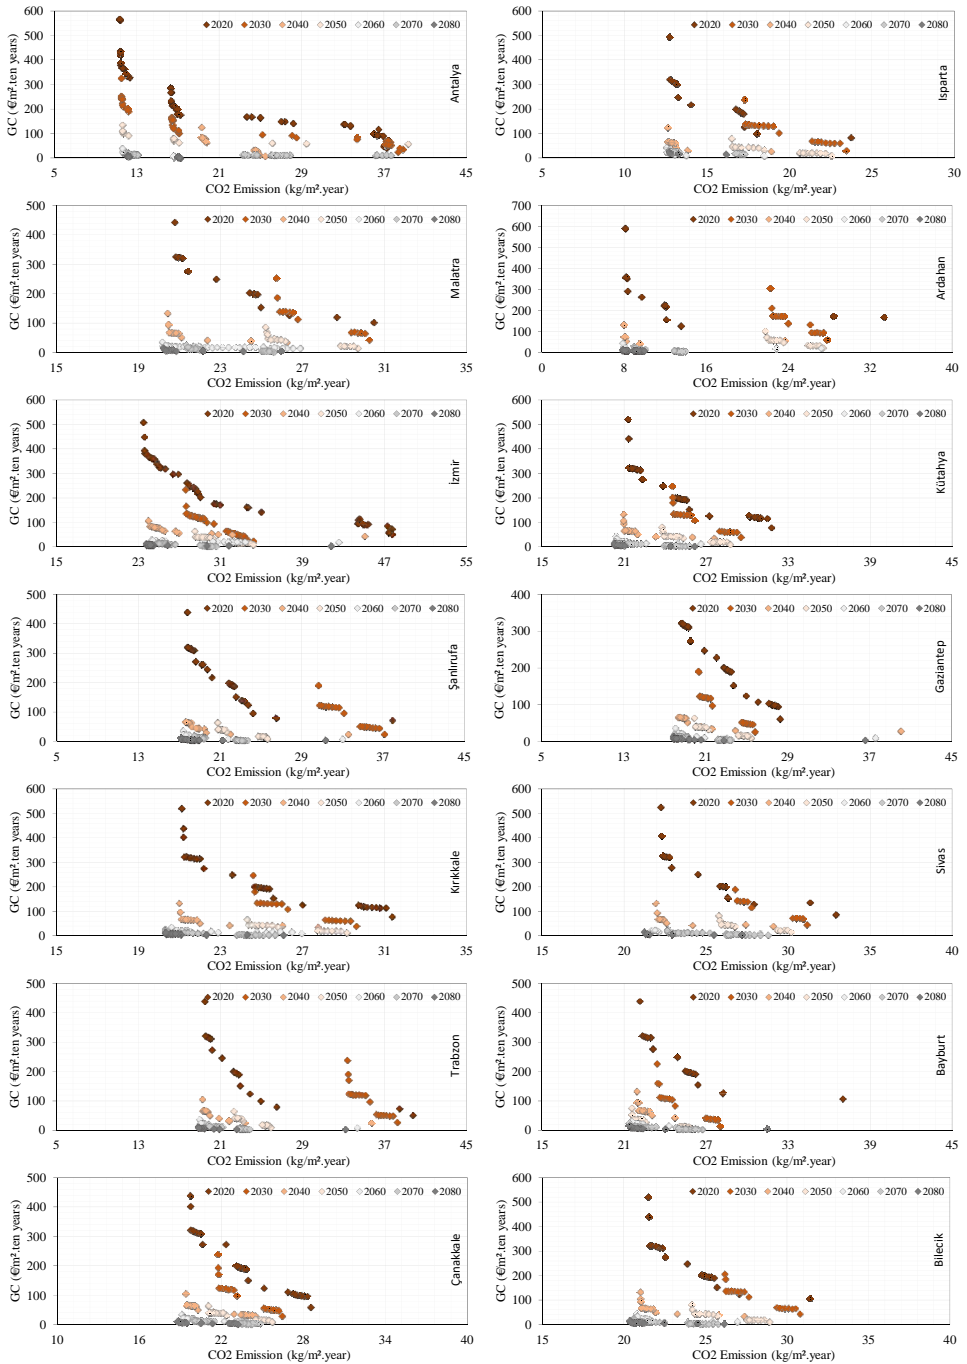 600
500
400
300
200
100
0
GC (€/m².ten years)
2020 2030 2040 2050 2060 2070 2080
Antalya
5 13 21 29 37 45
CO2 Emission (kg/m².year)
600
500
400
300
200
100
0
GC (€/m².ten years)
2020 2030 2040 2050 2060 2070 2080
Isparta
5 10 15 20 25 30
CO2 Emission (kg/m².year)
500
400
300
200
100
0
GC (€/m².ten years)
2020 2030 2040 2050 2060 2070 2080
Malatra
15 19 23 27 31 35
CO2 Emission (kg/m².year)
700
600
500
400
300
200
100
0
GC (€/m².ten years)
2020 2030 2040 2050 2060 2070 2080
Ardahan
0 8 16 24 32 40
CO2 Emission (kg/m².year)
600
500
400
300
200
100
0
GC (€/m².ten years)
2020 2030 2040 2050 2060 2070 2080
İzmir
15 23 31 39 47 55
CO2 Emission (kg/m².year)
600
500
400
300
200
100
0
GC (€/m².ten years)
2020 2030 2040 2050 2060 2070 2080
Kütahya
15 20 25 30 35 40
CO2 Emission (kg/m².year)
500
400
300
200
100
0
GC (€/m².ten years)
2020 2030 2040 2050 2060 2070 2080
Şanlırufa
5 13 21 29 37 45
CO2 Emission (kg/m².year)
400
300
200
100
0
GC (€/m².ten years)
2020 2030 2040 2050 2060 2070 2080
Gaziantep
5 13 21 29 37 45
CO2 Emission (kg/m².year)
600
500
400
300
200
100
0
GC (€/m².ten years)
2020 2030 2040 2050 2060 2070 2080
Kırıkkale
15 19 23 27 31 35
CO2 Emission (kg/m².year)
600
500
400
300
200
100
0
GC (€/m².ten years)
2020 2030 2040 2050 2060 2070 2080
Sivas
15 20 25 30 35 40
CO2 Emission (kg/m².year)
500
400
300
200
100
0
GC (€/m².ten years)
2020 2030 2040 2050 2060 2070 2080
Trabzon
5 13 21 29 37 45
CO2 Emission (kg/m².year)
500
400
300
200
100
0
GC (€/m².ten years)
2020 2030 2040 2050 2060 2070 2080
Bayburt
15 21 27 33 39 45
CO2 Emission (kg/m².year)
500
400
300
200
100
0
GC (€/m².ten years)
2020 2030 2040 2050 2060 2070 2080
Çanakkale
10 16 22 28 34 40
CO2 Emission (kg/m².year)
600
500
400
300
200
100
0
GC (€/m².ten years)
2020 2030 2040 2050 2060 2070 2080
Bilecik
15 20 25 30 35 40
CO2 Emission (kg/m².year)